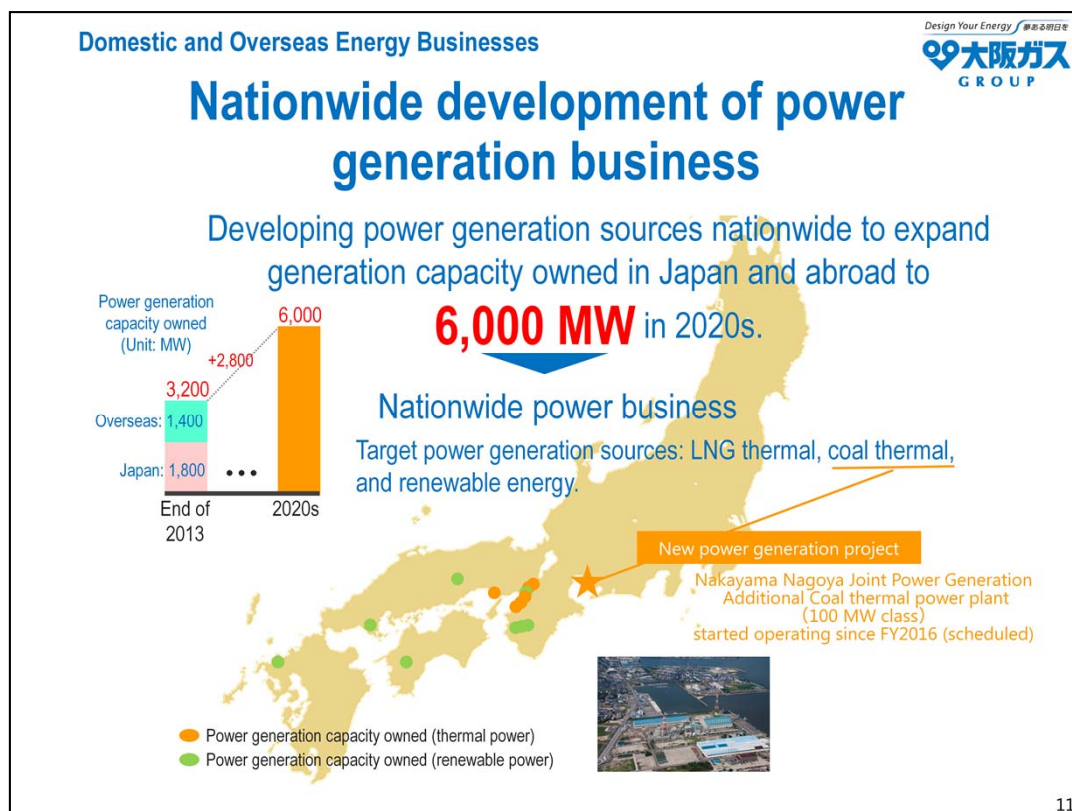 Domestic and Overseas Energy Businesses
Design Your Energy 夢ある明日を
大阪ガス
GROUP
Nationwide development of power
generation business
Developing power generation sources nationwide to expand
generation capacity owned in Japan and abroad to
6,000 MW in 2020s.
Power generation
capacity owned
(Unit: MW)
6,000
+2,800
3,200
Overseas: 1,400
Japan: 1,800
•••
End of
2013
2020s
Nationwide power business
Target power generation sources: LNG thermal, coal thermal,
and renewable energy.
New power generation project
Nakayama Nagoya Joint Power Generation
Additional Coal thermal power plant
(100 MW class)
started operating since FY2016 (scheduled)
Power generation capacity owned (thermal power)
Power generation capacity owned (renewable power)
11